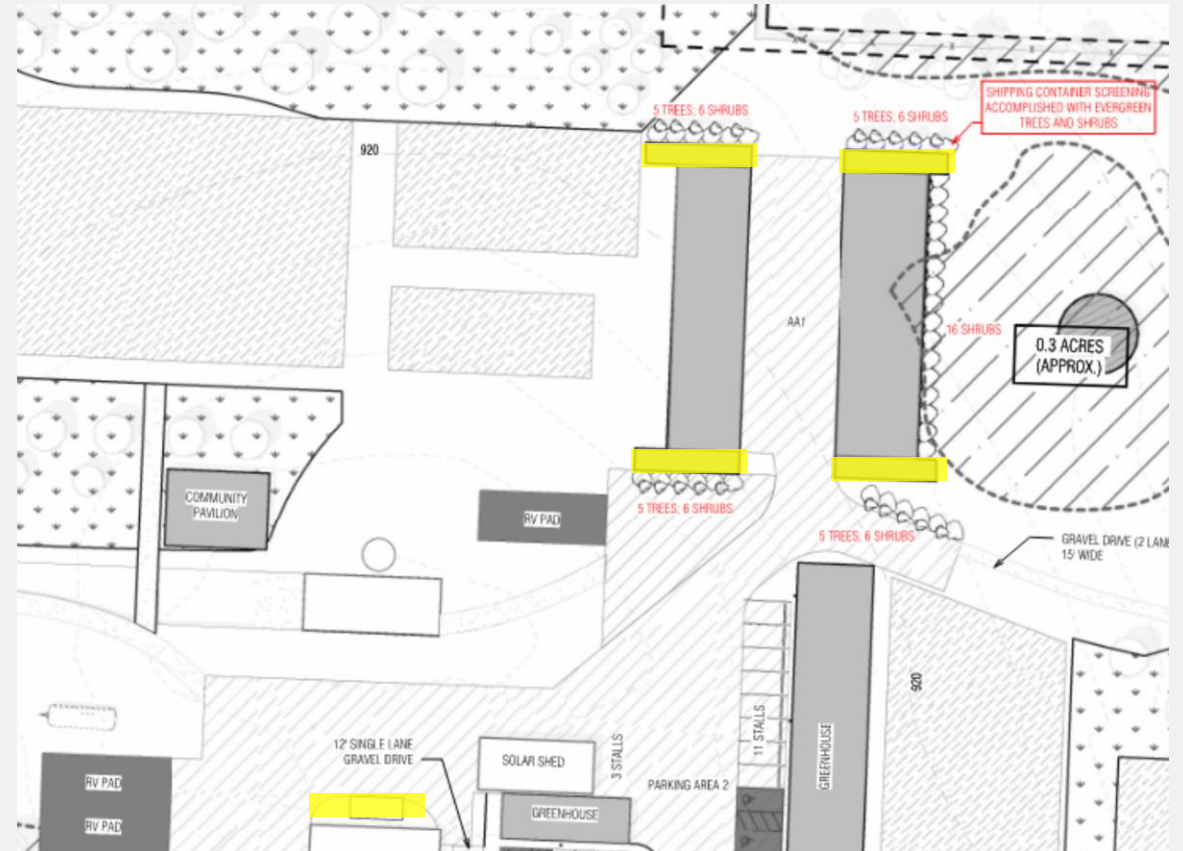 SHIPPING CONTAINER SCREENING
ACCOMPLISHED WITH EVERGREEN
TREES AND SHRUBS
5 TREES; 6 SHRUBS
5 TREES; 6 SHRUBS
920
AA1
16 SHRUBS
0.3 ACRES
(APPROX.)
COMMUNITY
PAVILION
RV PAD
5 TREES; 6 SHRUBS
5 TREES; 6 SHRUBS
GRAVEL DRIVE (2 LANE
15' WIDE
920
12' SINGLE LANE
GRAVEL DRIVE
SOLAR SHED
3 STALLS
11 STALLS
GREENHOUSE
PARKING AREA 2
RV PAD
GREENHOUSE
RV PAD